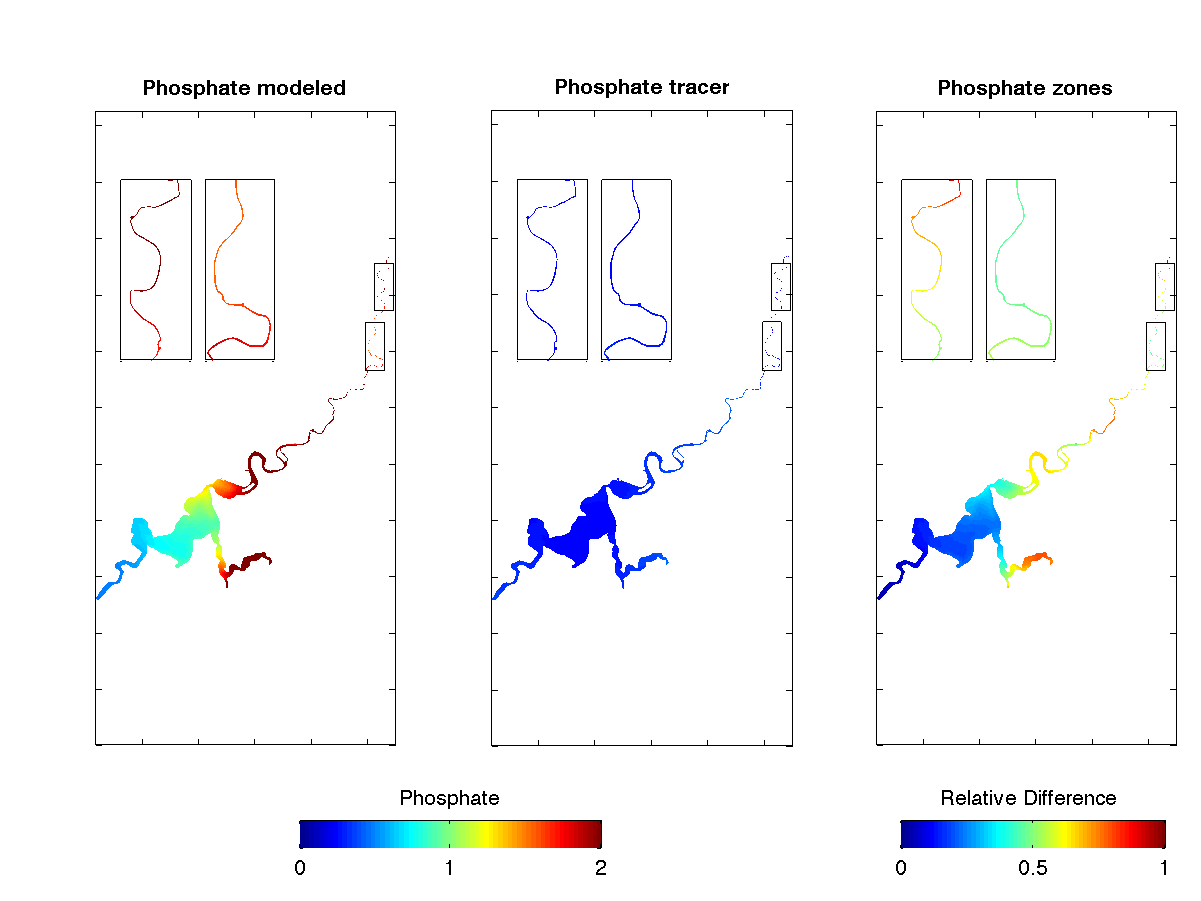 Phosphate modeled
Phosphate tracer
Phosphate zones
Phosphate
0 1 2
Relative Difference
0 0.5 1